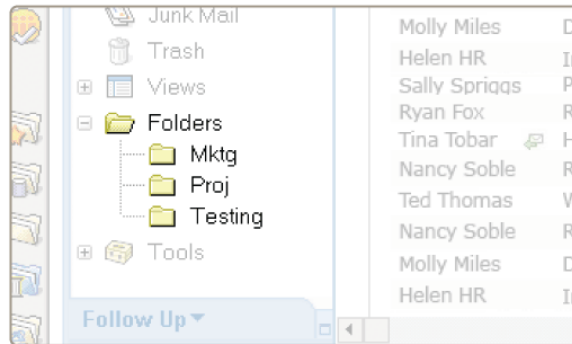 Junk Mail
Trash
Views
Folders
Mktg
Proj
Testing
Tools
Follow Up
Molly Miles D
Helen HR
Sally Spriggs P
Ryan Fox R
Tina Tobar H
Nancy Soble R
Ted Thomas W
Nancy Soble R
Molly Miles D
Helen HR